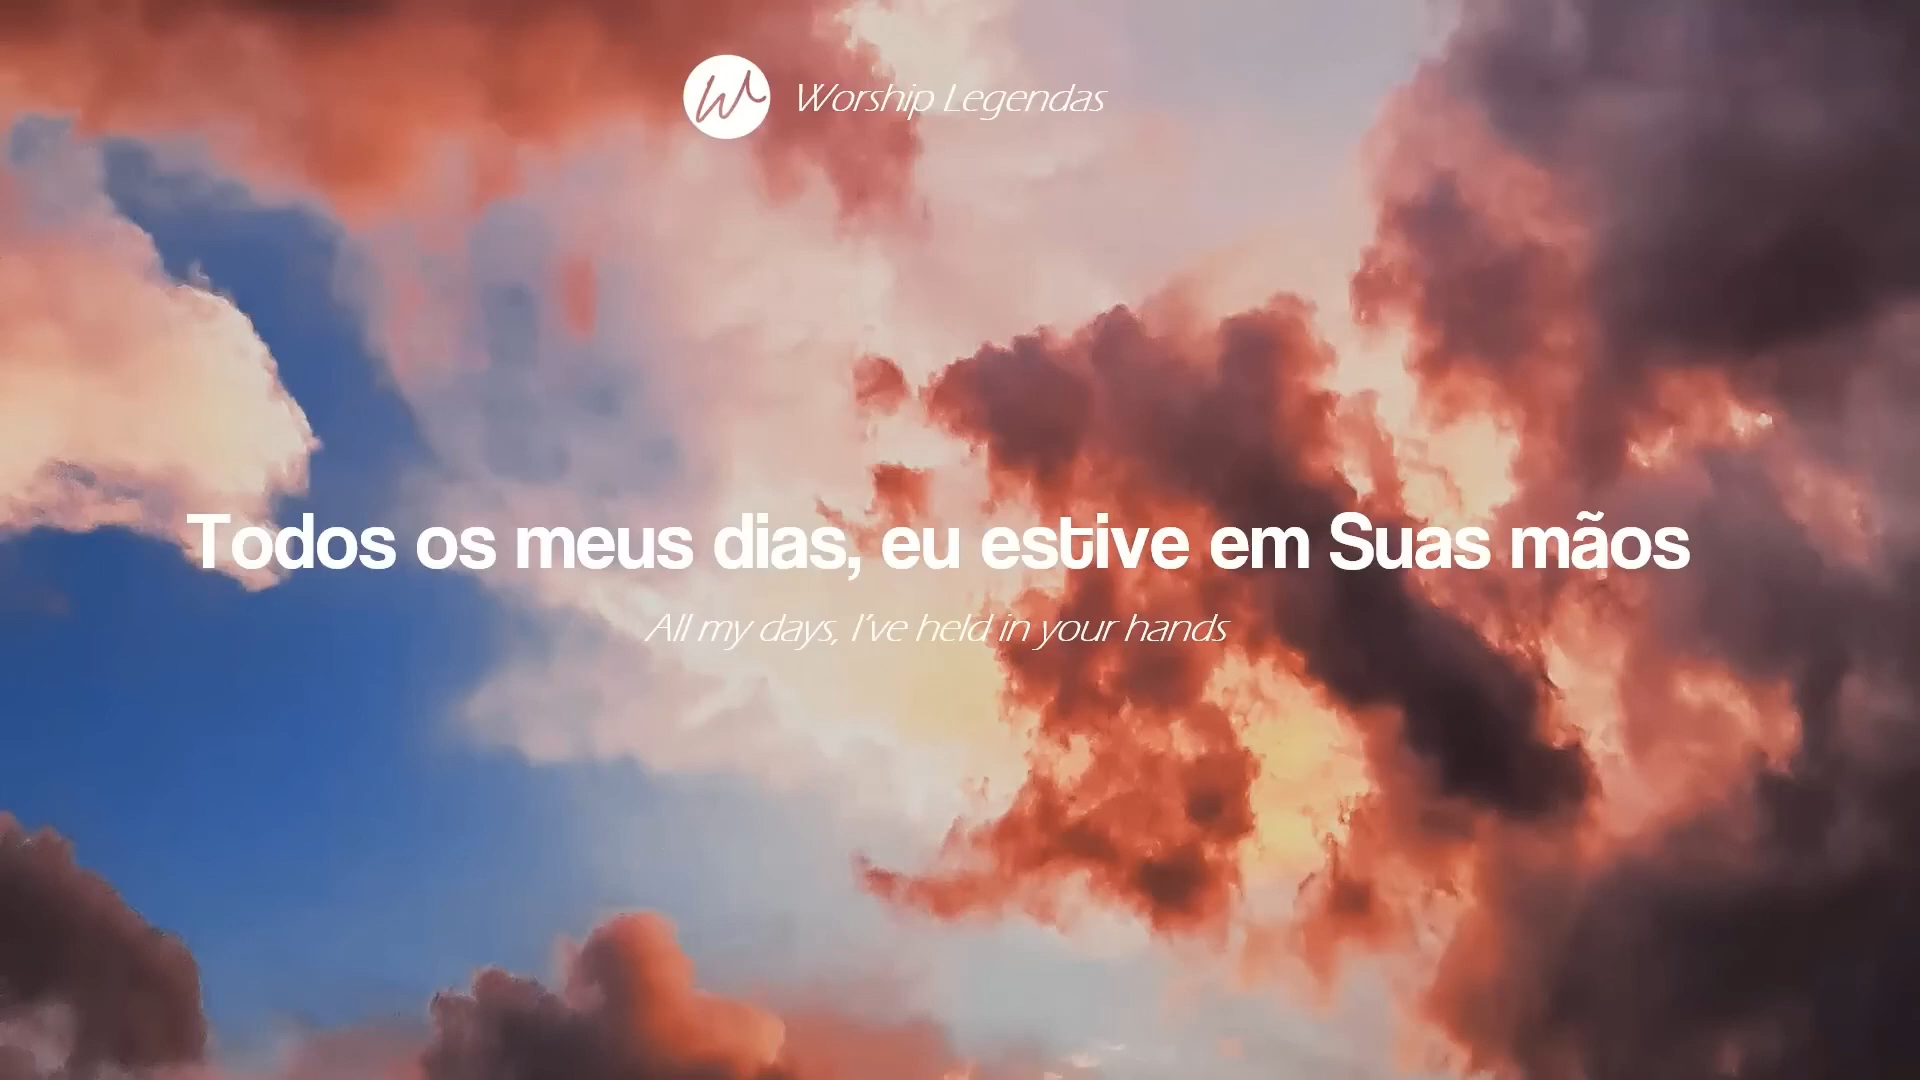 Worship Legendas
Todos os meus dias, eu estive em Suas mãos
All my days, I've held in your hands